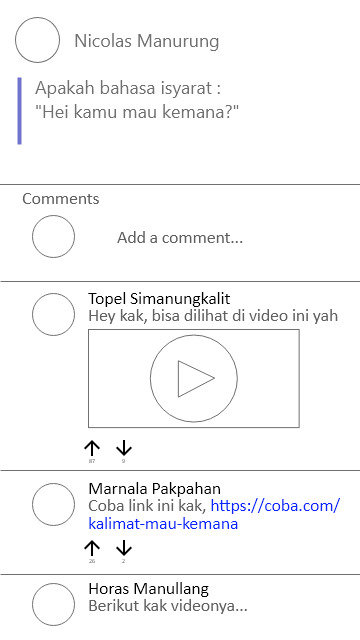 Nicolas Manurung
Apakah bahasa isyarat :
"Hei kamu mau kemana?"
Comments
Add a comment...
Topel Simanungkalit
Hey kak, bisa dilihat di video ini yah
Marnala Pakpahan
Coba link ini kak, https://coba.com/
kalimat-mau-kemana
26 2
Horas Manullang
Berikut kak videonya...